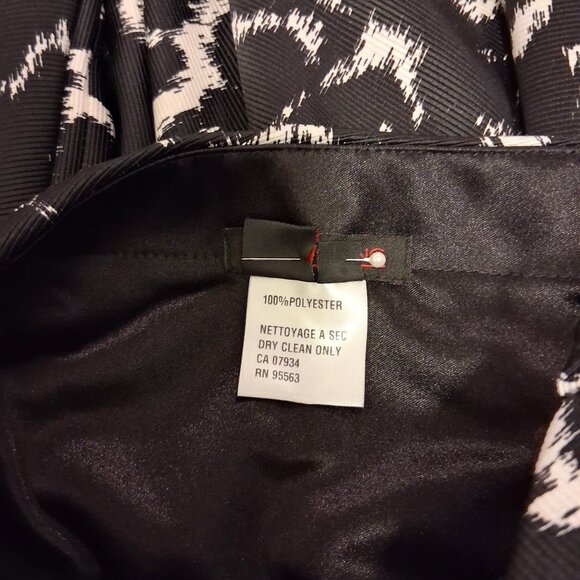 100%POLYESTER
NETTOYAGE A SEC
DRY CLEAN ONLY
CA 07934
RN 95563